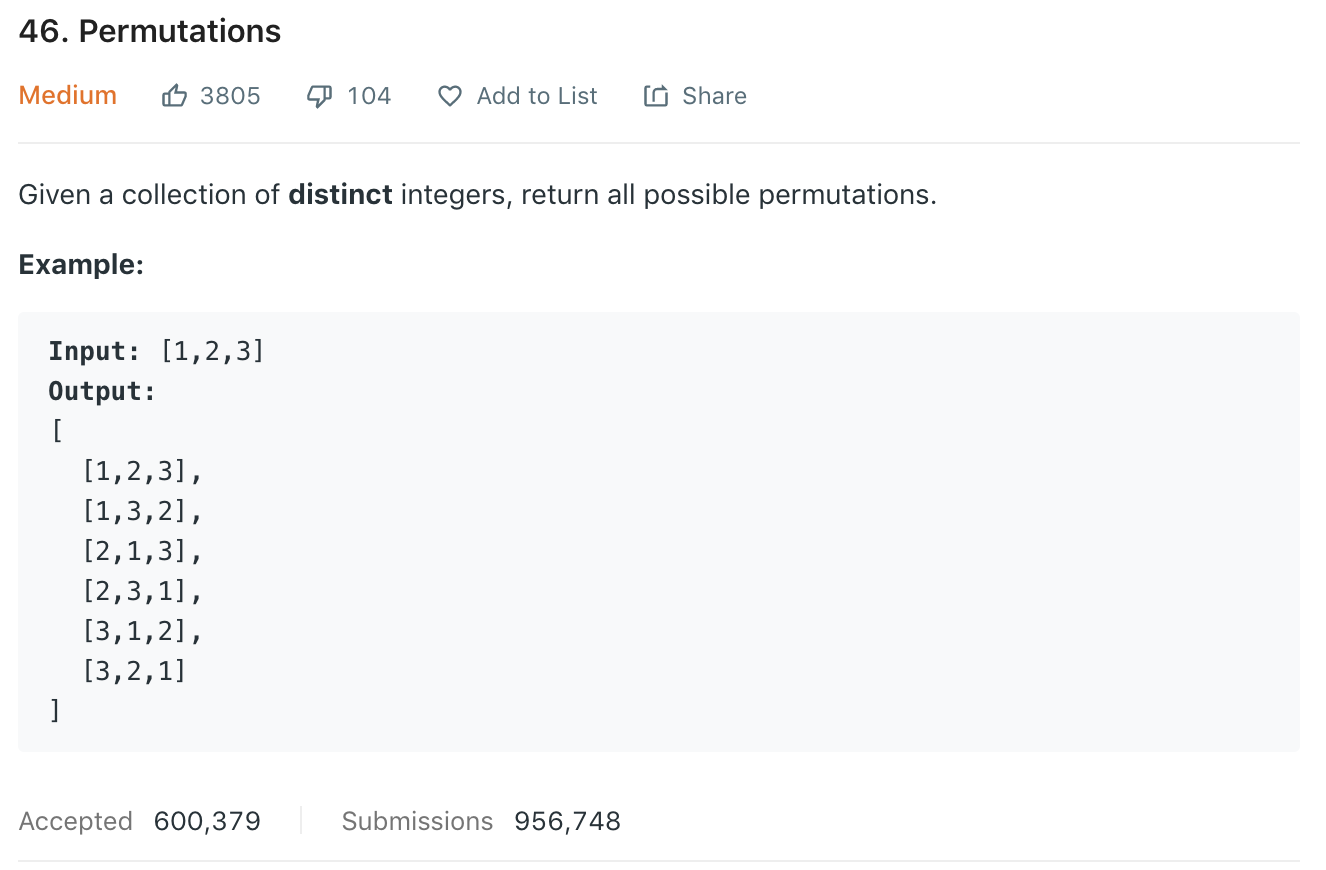 46. Permutations
Medium 3805 104 Add to List Share
Given a collection of distinct integers, return all possible permutations.
Example:
Input: [1,2,3]
Output:
[
  [1,2,3],
  [1,3,2],
  [2,1,3],
  [2,3,1],
  [3,1,2],
  [3,2,1]
]
Accepted 600,379 Submissions 956,748